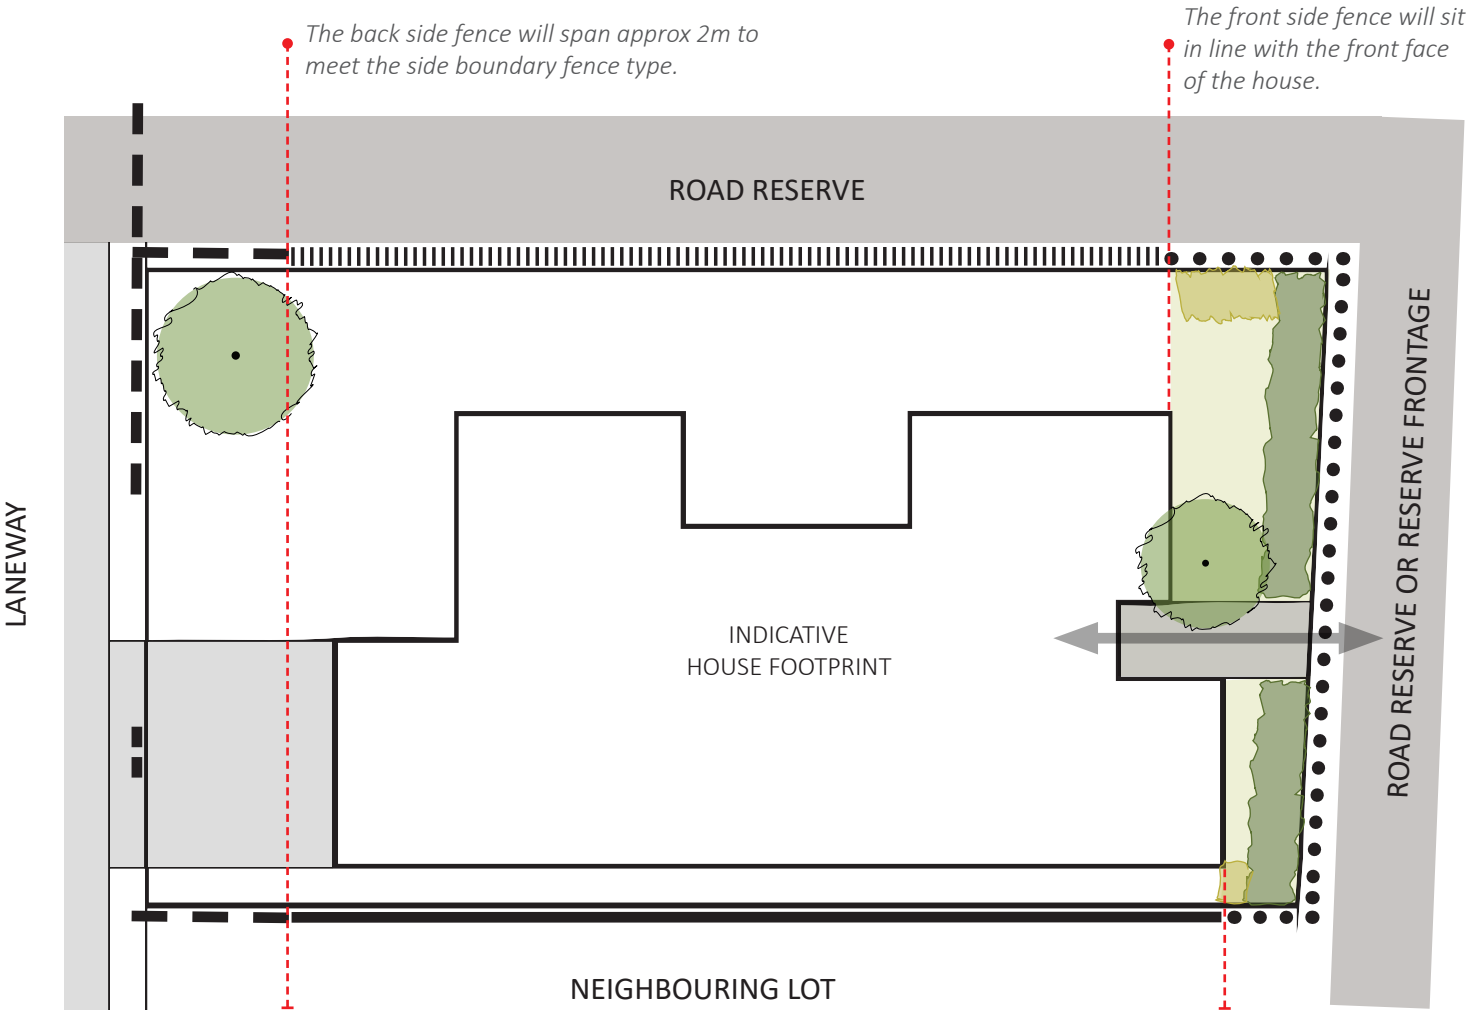 The back side fence will span approx 2m to
meet the side boundary fence type.
The front side fence will sit
in line with the front face
of the house.
ROAD RESERVE
LANEWAY
INDICATIVE
HOUSE FOOTPRINT
ROAD RESERVE OR RESERVE FRONTAGE
NEIGHBOURING LOT